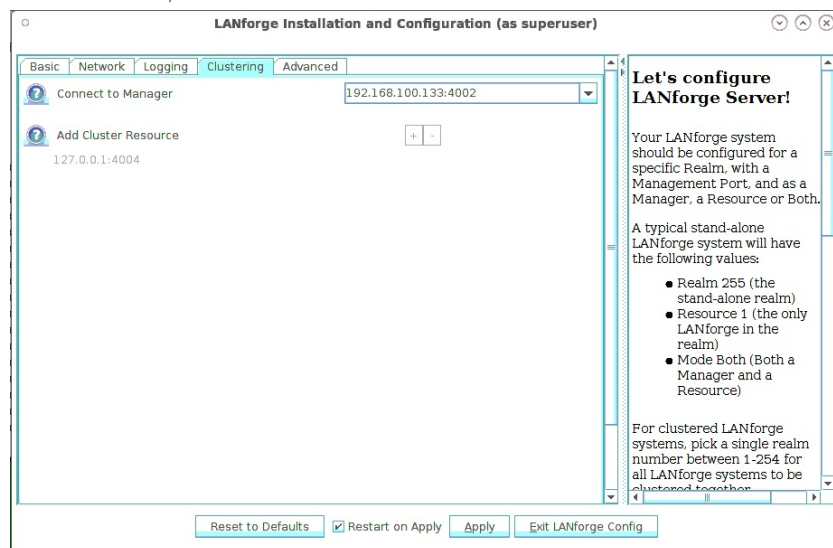 LANforge Installation and Configuration (as superuser)
Basic Network Logging Clustering Advanced
Connect to Manager 192.168.100.133:4002
Add Cluster Resource + -
127.0.0.1:4004
Let's configure
LANforge Server!
Your LANforge system
should be configured for a
specific Realm, with a
Management Port, and as a
Manager, a Resource or Both.
A typical stand-alone
LANforge system will have
the following values:
Realm 255 (the
stand-alone realm)
Resource 1 (the only
LANforge in the
realm)
Mode Both (Both a
Manager and a
Resource)
For clustered LANforge
systems, pick a single realm
number between 1-254 for
all LANforge systems to be
clustered together
Reset to Defaults Restart on Apply Apply Exit LANforge Config